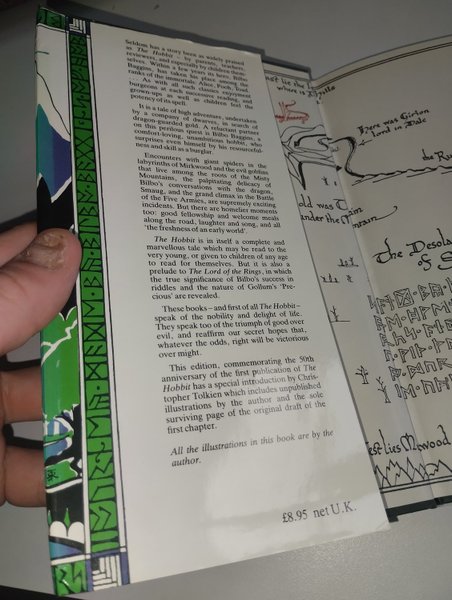 Seldom has a story been as widely praised
as The Hobbit – by parents, teachers,
reviewers, and especially by children them-
selves. Within a few years its hero, Bilbo
Baggins, has taken his place among the
ranks of the immortals: Alice, Pooh, Toad.
... As with all such classics enjoyment
burgeons at each successive reading, and
grown-ups as well as children feel the
potency of its spell.
It is a tale of high adventure, undertaken
by a company of dwarves, in search of
dragon-guarded gold. A reluctant partner
on this perilous quest is Bilbo Baggins, a
comfort-loving, unambitious hobbit, who
surprises even himself by his resourceful-
ness and skill as a burglar.
Encounters with giant spiders in the
labyrinths of Mirkwood and the evil goblins
that live among the roots of the Misty
Mountains, the palpitating delicacy of
Bilbo's conversations with the dragon,
Smaug, and the grand climax in the Battle
of the Five Armies, are supremely exciting
incidents. But there are homelier moments
too: good fellowship and welcome meals
along the road, laughter and song, and all
'the freshness of an early world'.
The Hobbit is in itself a complete and
marvellous tale which may be read to the
very young, or given to children of any age
to read for themselves. But it is also a
prelude to The Lord of the Rings, in which
the true significance of Bilbo's success in
riddles and the nature of Gollum's 'Pre-
cious' are revealed.
These books – and first of all The Hobbit –
speak of the nobility and delight of life.
They speak too of the triumph of good over
evil, and reaffirm our secret hopes that,
whatever the odds, right will be victorious
over might.
This edition, commemorating the 50th
anniversary of the first publication of The
Hobbit has a special introduction by Chris-
topher Tolkien which includes unpublished
illustrations by the author and the sole
surviving page of the original draft of the
first chapter.
All the illustrations in this book are by the
author.
£8.95 net U.K.
Here was Girion
Lord in Dale
the Ru
The Desola
of S
est lies Mirkwood